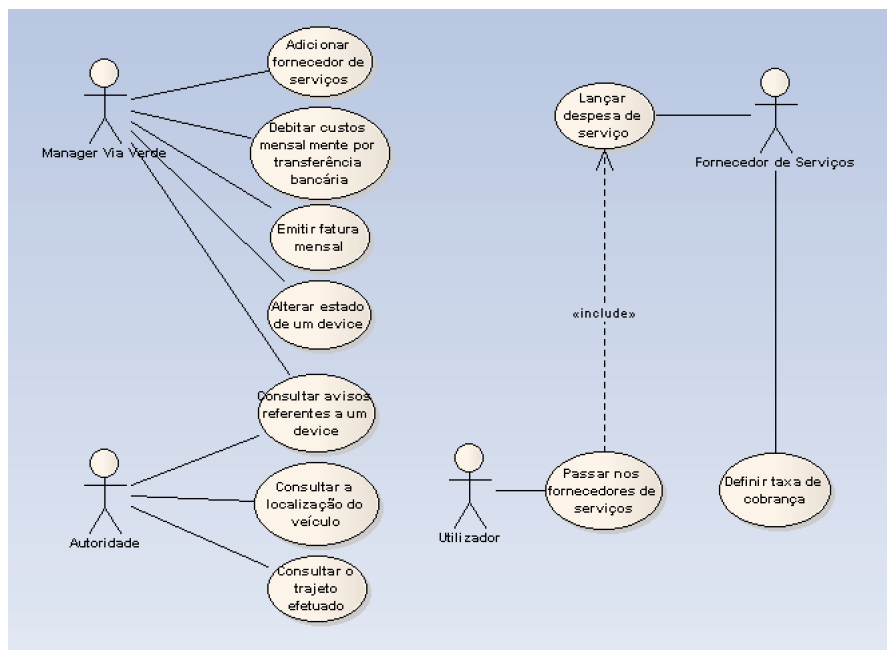 Adicionar
fornecedor de
serviços
Manager Via Verde
Debitar custos
mensalmente por
transferência
bancária
Emitir fatura
mensal
Alterar estado
de um device
Consultar avisos
referentes a um
device
Autoridade
Consultar a
localização do
veículo
Consultar o
trajeto
efetuado
Lançar
despesa de
serviço
Fornecedor de Serviços
«include»
Utilizador
Passar nos
fornecedores de
serviços
Definir taxa de
cobrança